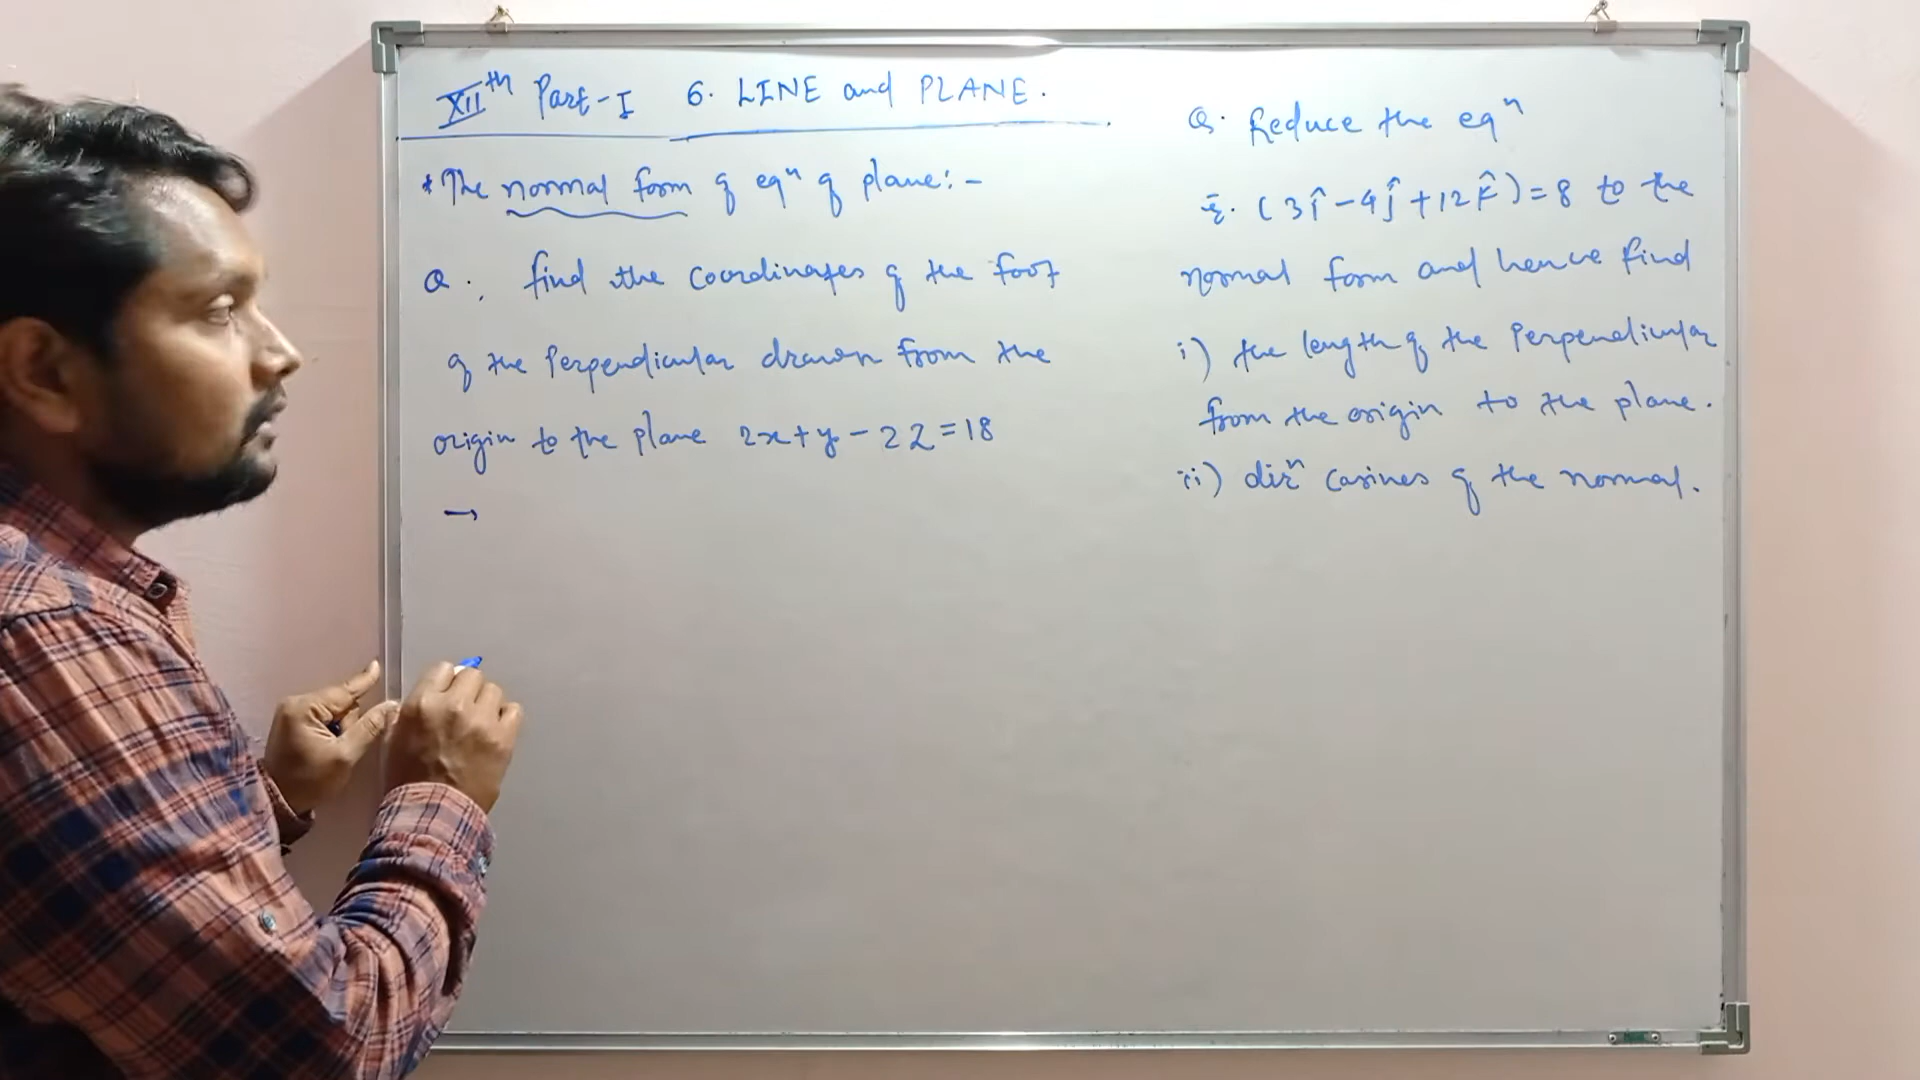 XIIth Part-I 6. LINE and PLANE.
* The normal form of eqn of plane:-
Q. find the coordinates of the foot
of the Perpendicular drawn from the
origin to the plane 2x+y-2z=18
→
Q. Reduce the eqn
r̄. (3î-4ĵ+12k̂)=8 to the
normal form and hence find
i) the length of the Perpendicular
from the origin to the plane.
ii) dirn cosines of the normal.